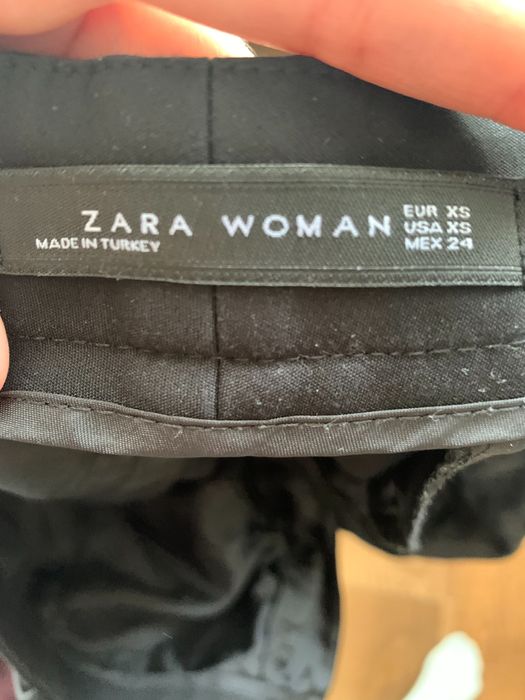 ZARA WOMAN
MADE IN TURKEY
EUR XS
USA XS
MEX 24